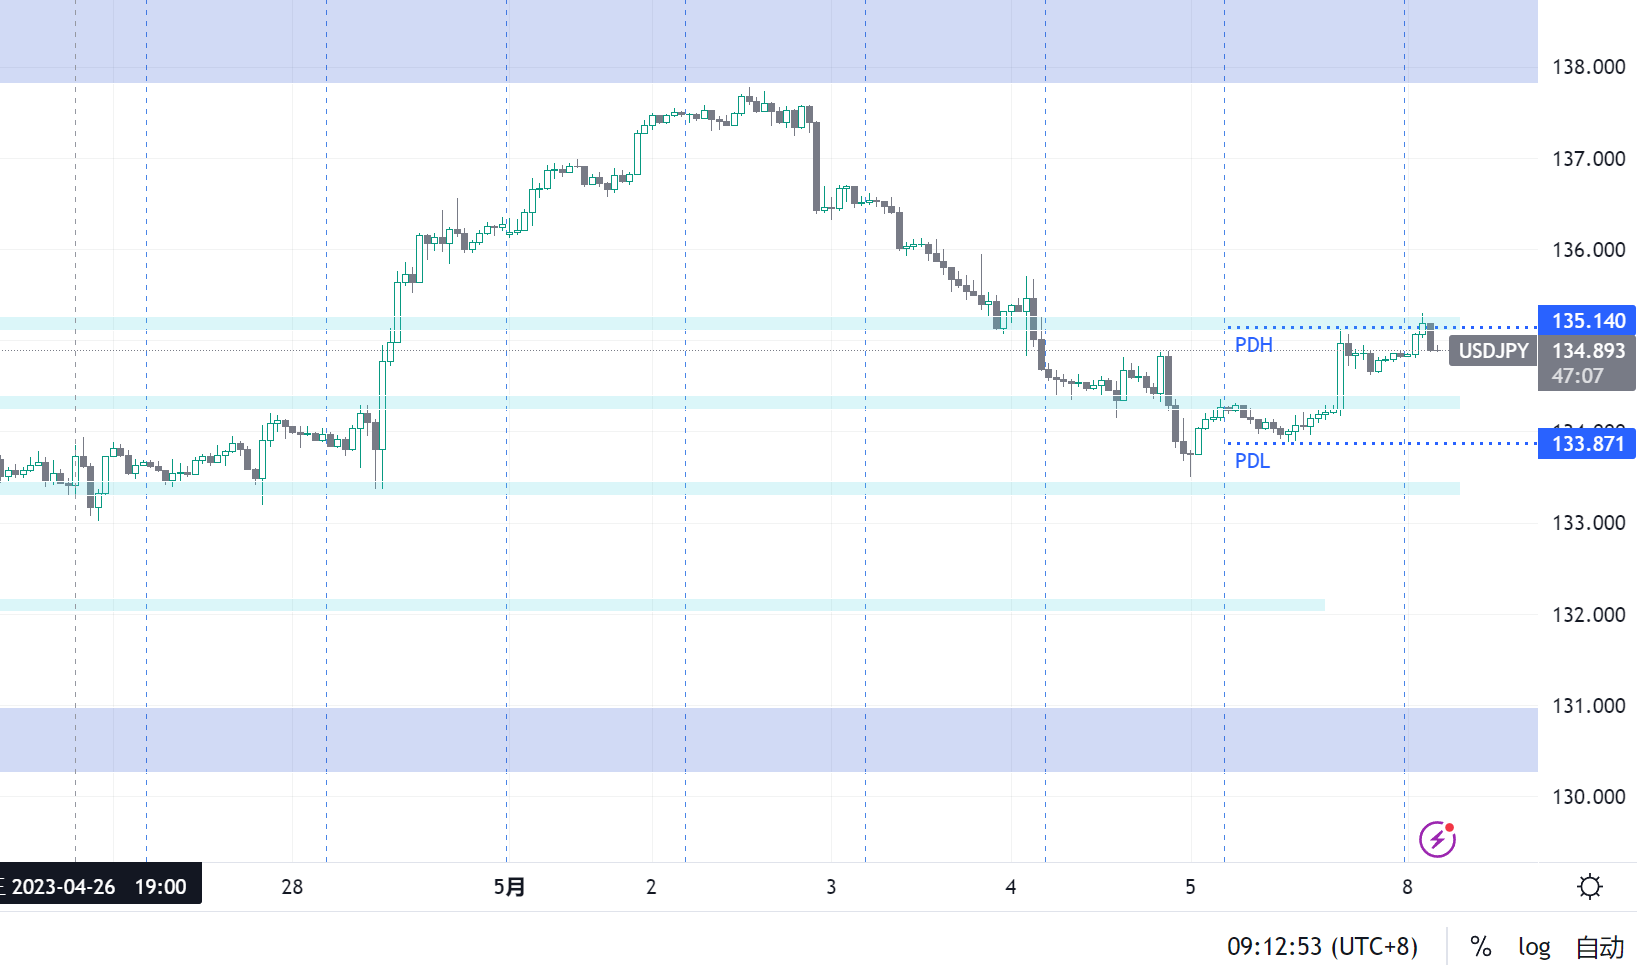 138.000
137.000
136.000
135.140
PDH
USDJPY 134.893
47:07
133.871
PDL
133.000
132.000
131.000
130.000
2023-04-26 19:00 28 5月 2 3 4 5 8
09:12:53 (UTC+8) % log 自动